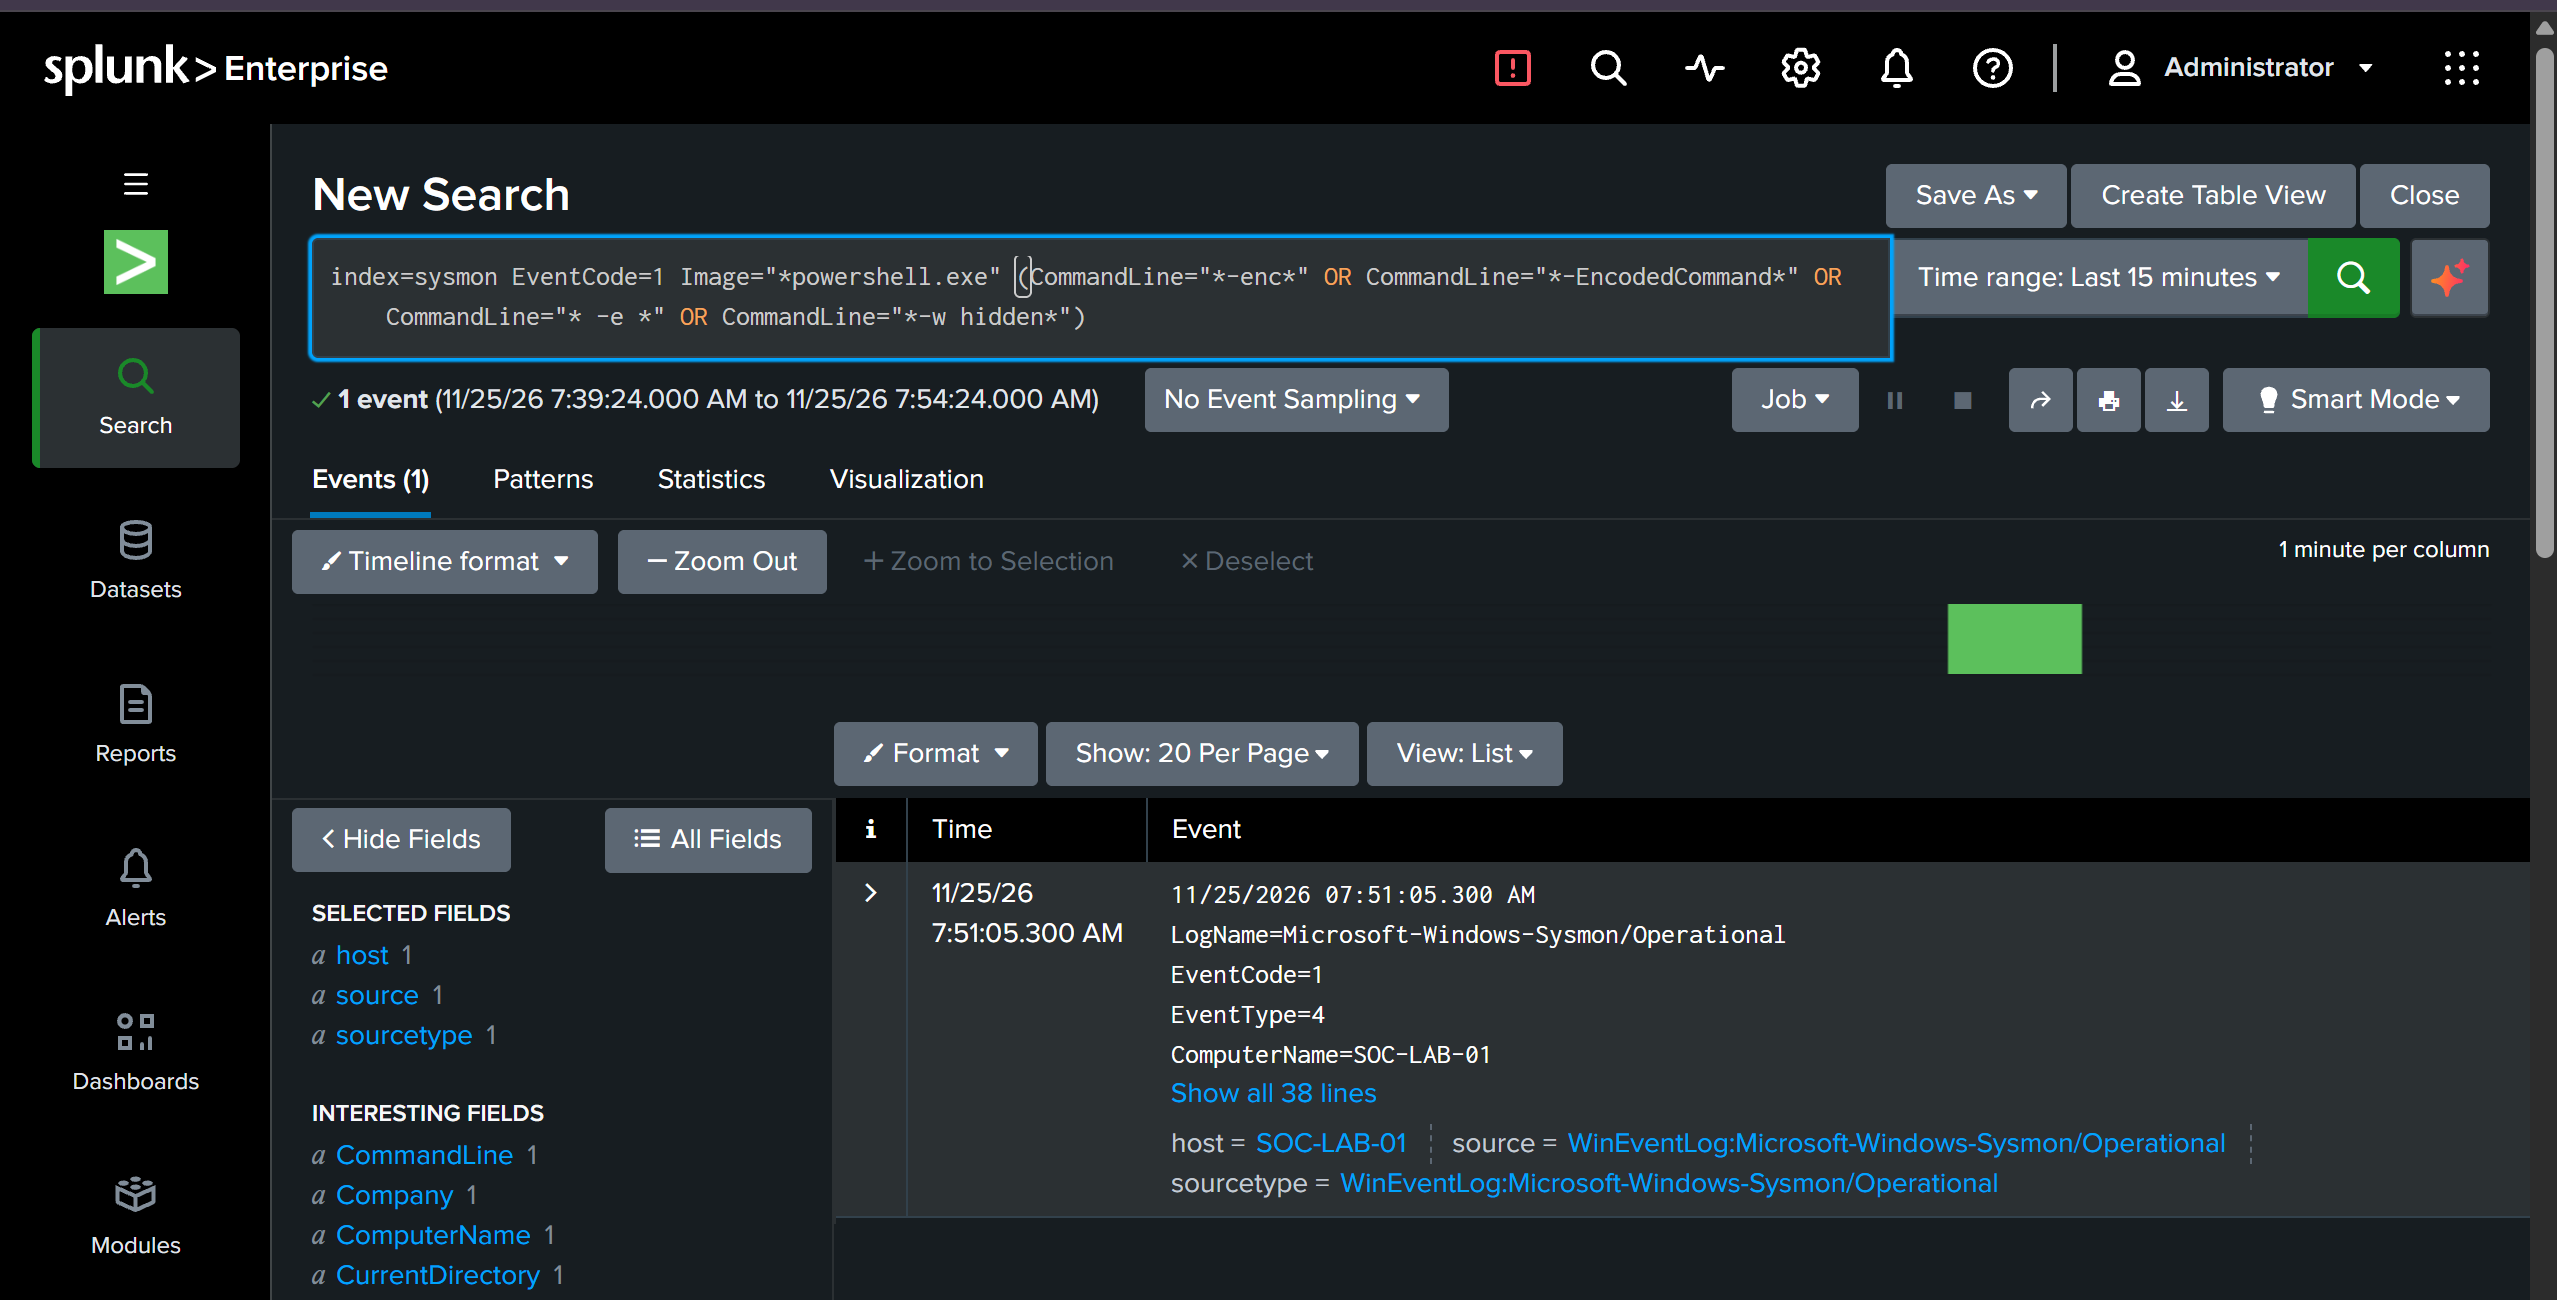 splunk> Enterprise
Administrator
New Search
Save As
Create Table View
Close
index=sysmon EventCode=1 Image="*powershell.exe" (CommandLine="*-enc*" OR CommandLine="*-EncodedCommand*" OR
CommandLine="* -e *" OR CommandLine="*-w hidden*")
Time range: Last 15 minutes
1 event (11/25/26 7:39:24.000 AM to 11/25/26 7:54:24.000 AM)
No Event Sampling
Job
Smart Mode
Events (1)
Patterns
Statistics
Visualization
Timeline format
— Zoom Out
+ Zoom to Selection
× Deselect
1 minute per column
Format
Show: 20 Per Page
View: List
< Hide Fields
All Fields
i
Time
Event
SELECTED FIELDS
a host 1
a source 1
a sourcetype 1
INTERESTING FIELDS
a CommandLine 1
a Company 1
a ComputerName 1
a CurrentDirectory 1
>
11/25/26
7:51:05.300 AM
11/25/2026 07:51:05.300 AM
LogName=Microsoft-Windows-Sysmon/Operational
EventCode=1
EventType=4
ComputerName=SOC-LAB-01
Show all 38 lines
host = SOC-LAB-01
source = WinEventLog:Microsoft-Windows-Sysmon/Operational
sourcetype = WinEventLog:Microsoft-Windows-Sysmon/Operational
Search
Datasets
Reports
Alerts
Dashboards
Modules